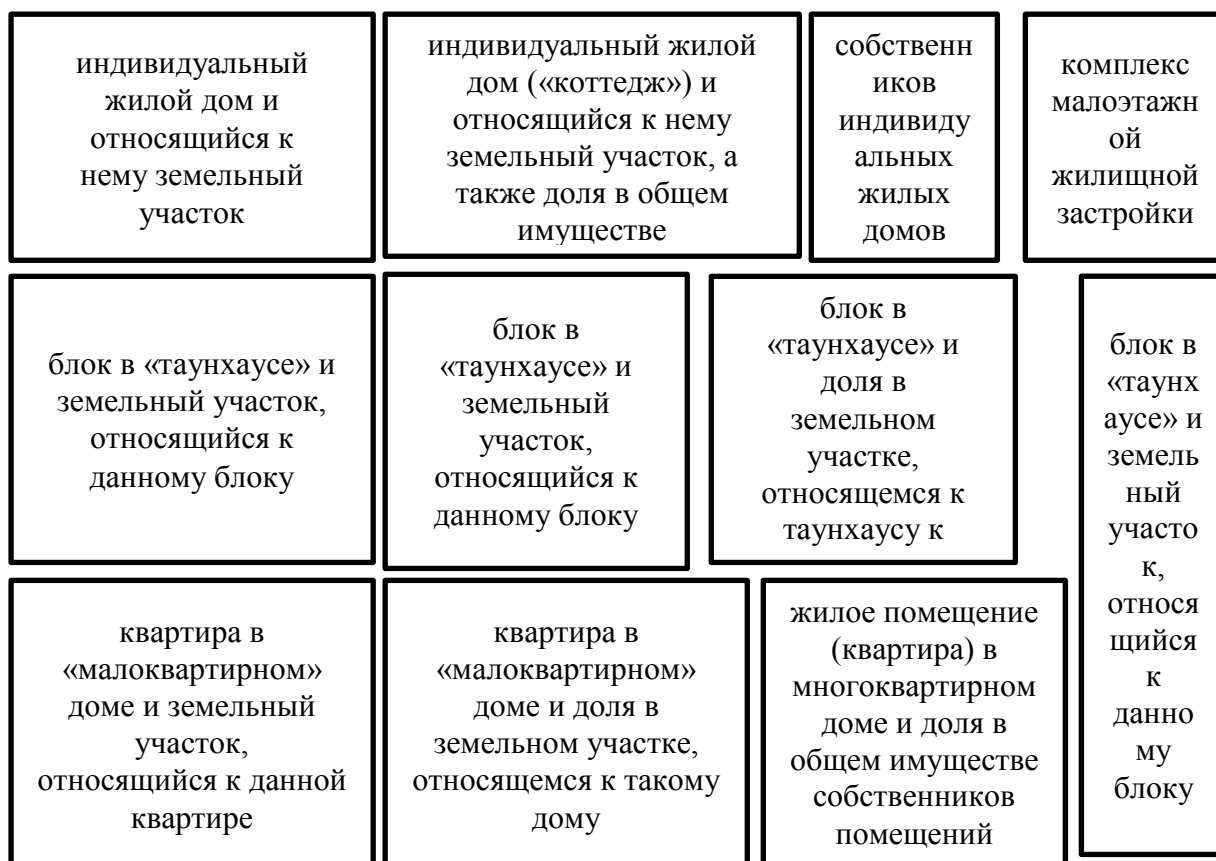 индивидуальный
жилой дом и
относящийся к
нему земельный
участок
индивидуальный жилой
дом («коттедж») и
относящийся к нему
земельный участок, а
также доля в общем
имуществе
собственн
иков
индивиду
альных
жилых
домов
комплекс
малоэтажн
ой
жилищной
застройки
блок в «таунхаусе» и
земельный участок,
относящийся к
данному блоку
блок в
«таунхаусе» и
земельный
участок,
относящийся к
данному блоку
блок в
«таунхаусе» и
доля в
земельном
участке,
относящемся к
таунхаусу к
блок в
«таунх
аусе» и
земель
ный
участо
к,
относя
щийся
к
данно
му
блоку
квартира в
«малоквартирном»
доме и земельный
участок,
относящийся к данной
квартире
квартира в
«малоквартирном»
доме и доля в
земельном участке,
относящемся к такому
дому
жилое помещение
(квартира) в
многоквартирном
доме и доля в
общем имуществе
собственников
помещений